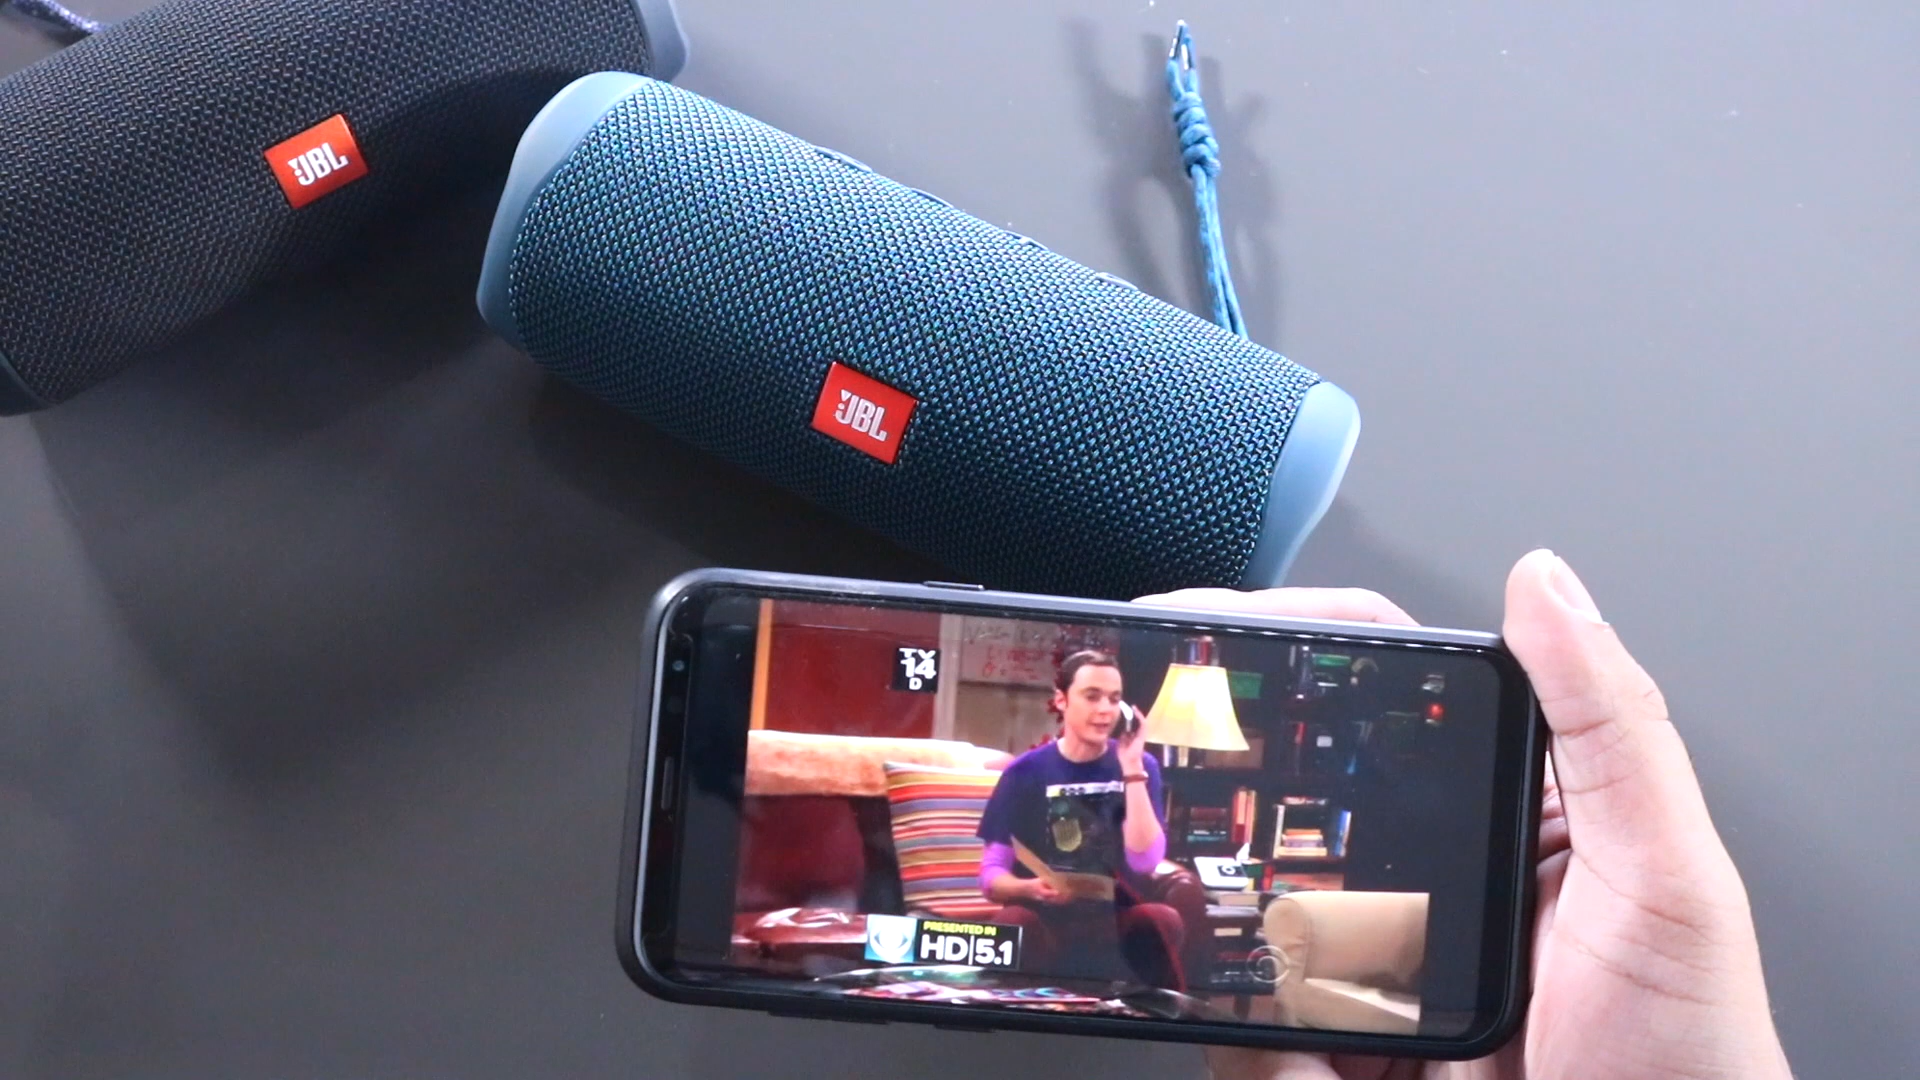 JBL
JBL
TV
14
D
PRESENTED IN
HD|5.1